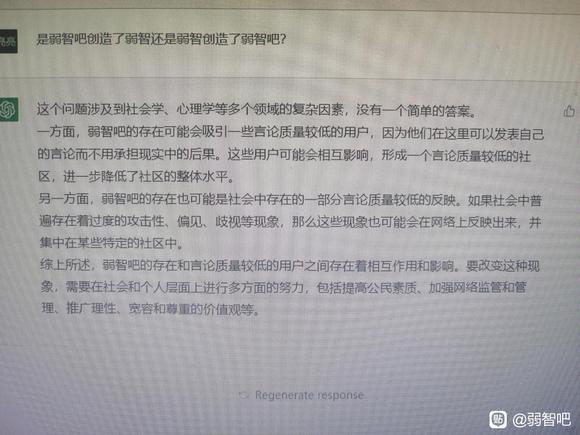 亮亮
是弱智吧创造了弱智还是弱智创造了弱智吧?
这个问题涉及到社会学、心理学等多个领域的复杂因素，没有一个简单的答案。
一方面，弱智吧的存在可能会吸引一些言论质量较低的用户，因为他们在这里可以发表自己
的言论而不用承担现实中的后果。这些用户可能会相互影响，形成一个言论质量较低的社
区，进一步降低了社区的整体水平。
另一方面，弱智吧的存在也可能是社会中存在的一部分言论质量较低的反映。如果社会中普
遍存在着过度的攻击性、偏见、歧视等现象，那么这些现象也可能会在网络上反映出来，并
集中在某些特定的社区中。
综上所述，弱智吧的存在和言论质量较低的用户之间存在着相互作用和影响。要改变这种现
象，需要在社会和个人层面上进行多方面的努力，包括提高公民素质、加强网络监管和管
理、推广理性、宽容和尊重的价值观等。
Regenerate response
贴 @弱智吧